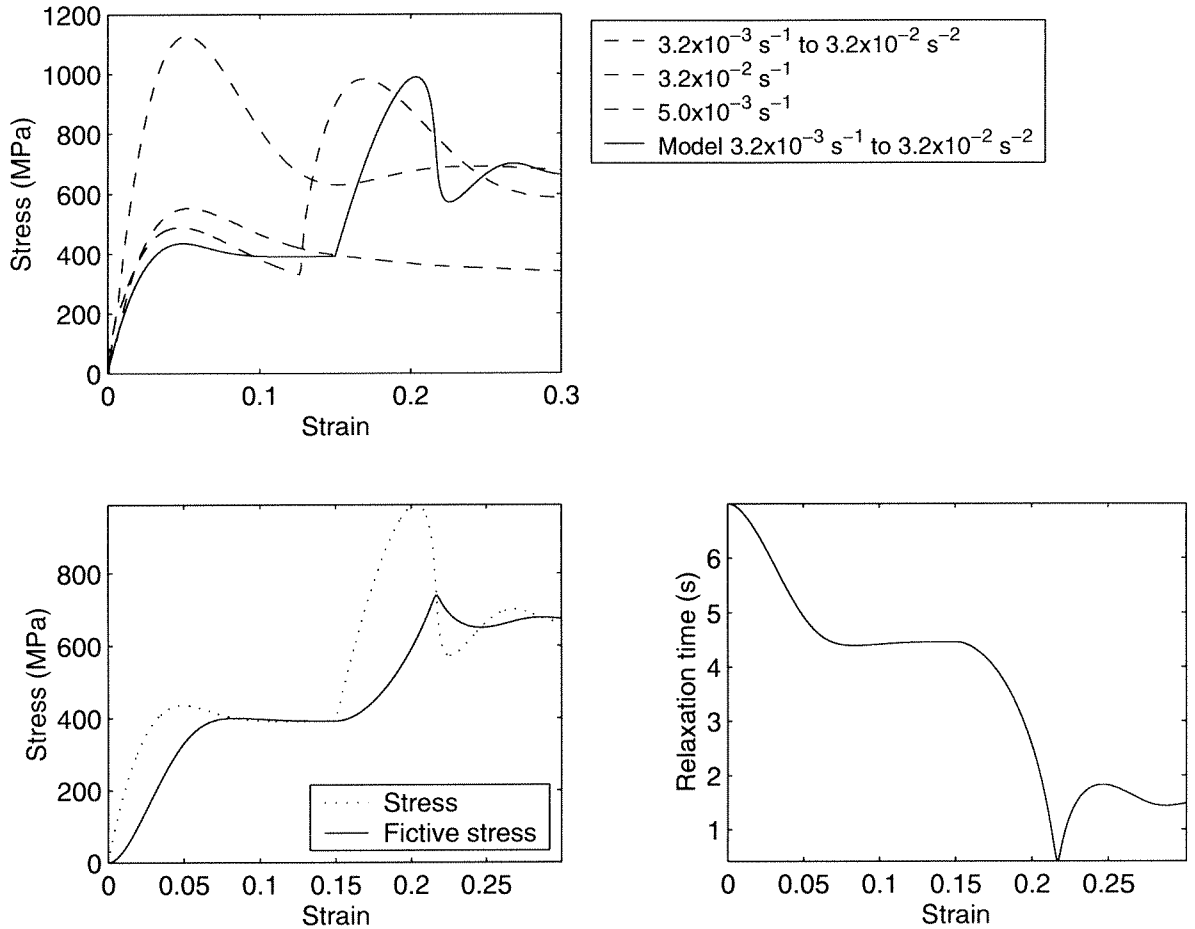 1200
1000
800
600
400
200
0
Stress (MPa)
0 0.1 0.2 0.3
Strain
3.2x10⁻³ s⁻¹ to 3.2x10⁻² s⁻²
3.2x10⁻² s⁻¹
5.0x10⁻³ s⁻¹
Model 3.2x10⁻³ s⁻¹ to 3.2x10⁻² s⁻²
800
600
400
200
0
Stress (MPa)
Stress
Fictive stress
0 0.05 0.1 0.15 0.2 0.25
Strain
6
5
4
3
2
1
Relaxation time (s)
0 0.05 0.1 0.15 0.2 0.25
Strain